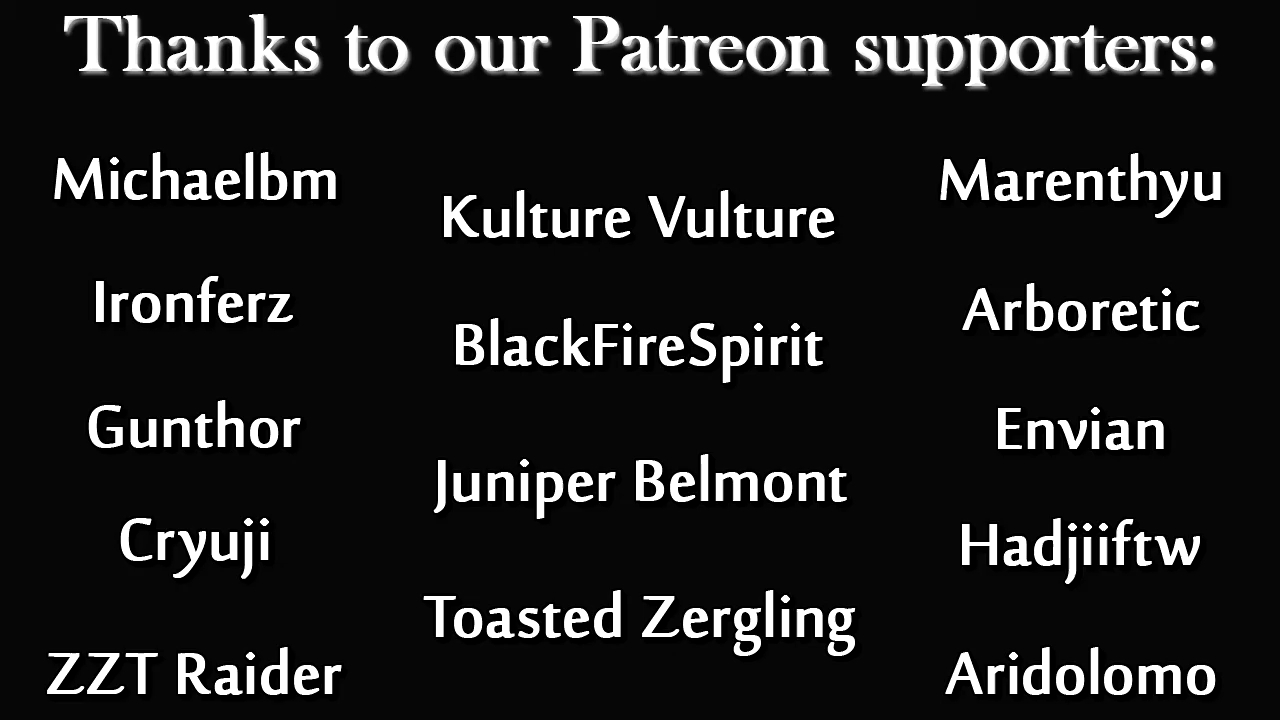 Thanks to our Patreon supporters:
Michaelbm
Ironferz
Gunthor
Cryuji
ZZT Raider
Kulture Vulture
BlackFireSpirit
Juniper Belmont
Toasted Zergling
Marenthyu
Arboretic
Envian
Hadjiiftw
Aridolomo